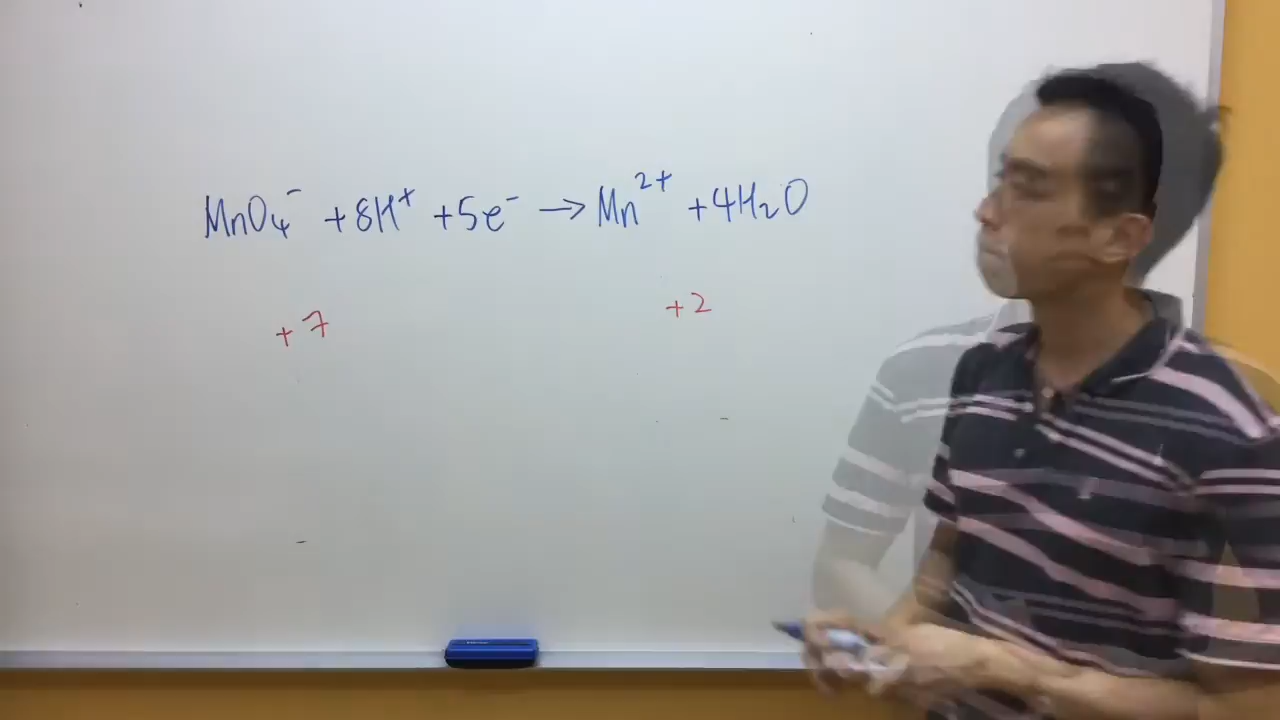 MnO₄⁻ + 8H⁺ + 5e⁻ → Mn²⁺ + 4H₂O
+7 +2